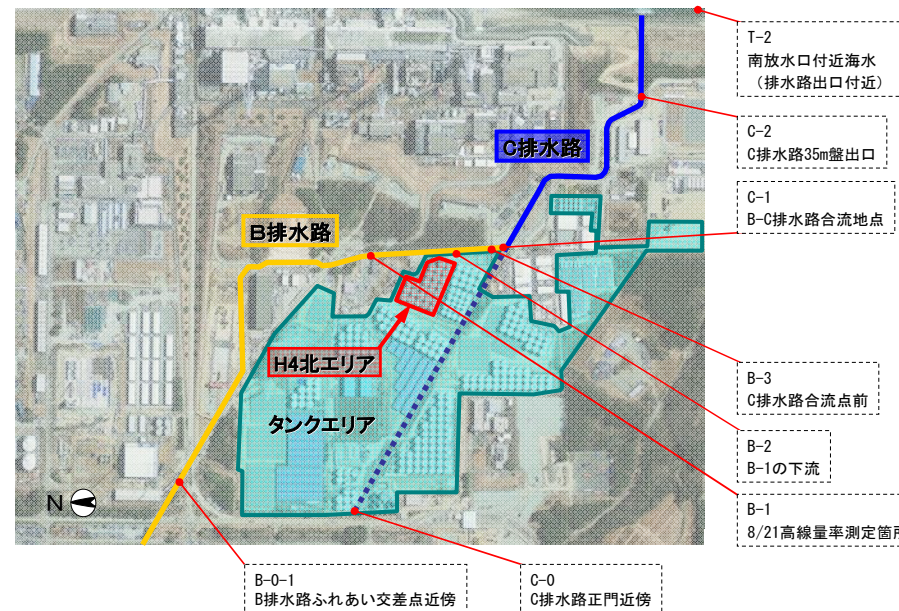 T-2
南放水口付近海水
（排水路出口付近）
C排水路
C-2
C排水路35m盤出口
C-1
B-C排水路合流地点
B排水路
H4北エリア
B-3
C排水路合流点前
タンクエリア
B-2
B-1の下流
N
B-1
8/21高線量率測定箇所
B-0-1
B排水路ふれあい交差点近傍
C-0
C排水路正門近傍